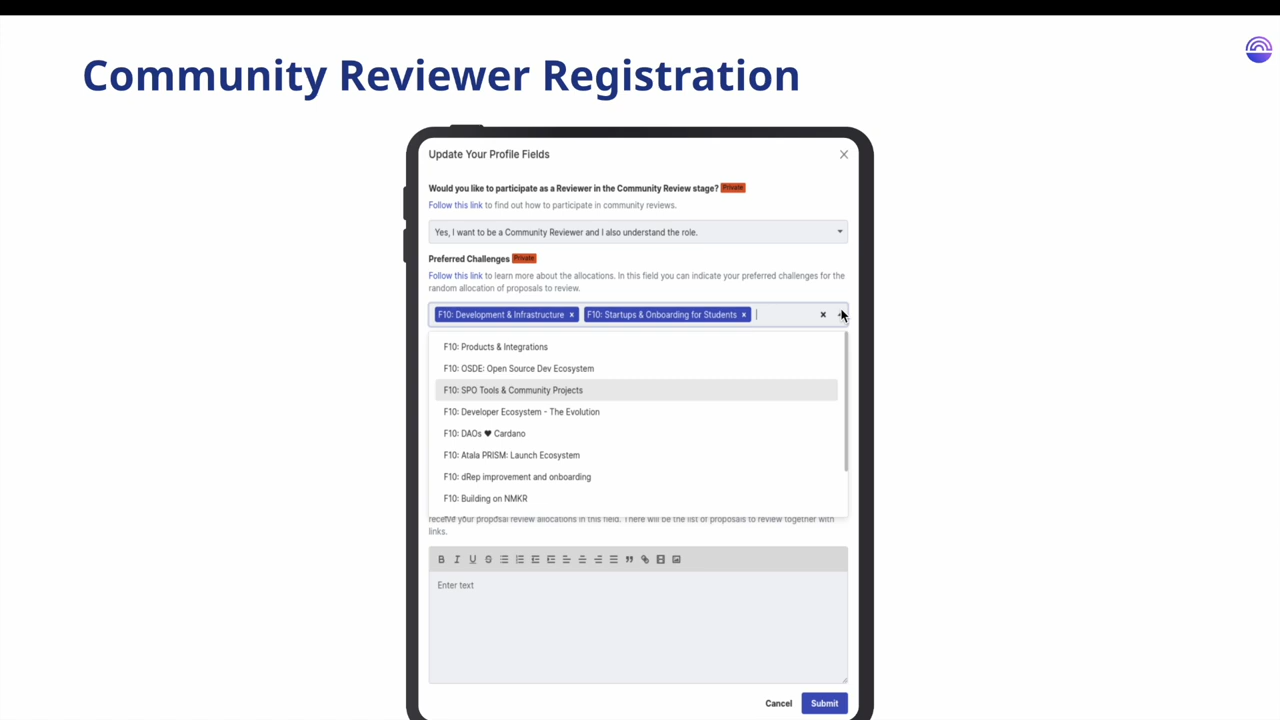 Community Reviewer Registration
Update Your Profile Fields
Would you like to participate as a Reviewer in the Community Review stage? Private
Follow this link to find out how to participate in community reviews.
Yes, I want to be a Community Reviewer and I also understand the role.
Preferred Challenges Private
Follow this link to learn more about the allocations. In this field you can indicate your preferred challenges for the
random allocation of proposals to review.
F10: Development & Infrastructure × F10: Startups & Onboarding for Students ×
F10: Products & Integrations
F10: OSDE: Open Source Dev Ecosystem
F10: SPO Tools & Community Projects
F10: Developer Ecosystem - The Evolution
F10: DAOs ♥ Cardano
F10: Atala PRISM: Launch Ecosystem
F10: dRep improvement and onboarding
F10: Building on NMKR
receive your proposal review allocations in this field. There will be the list of proposals to review together with
links.
Enter text
Cancel Submit